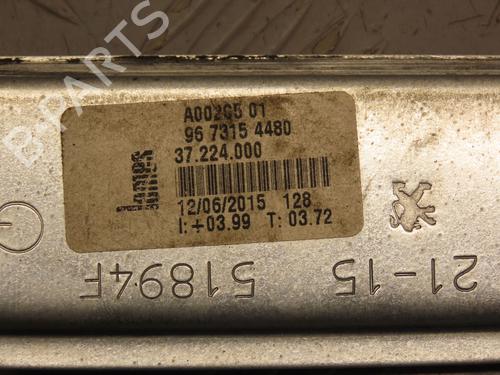 A002G5 01
96 7315 4480
37.224.000
12/06/2015 128
I:+03.99 T: 03.72
21-15
51894F
B-PARTS